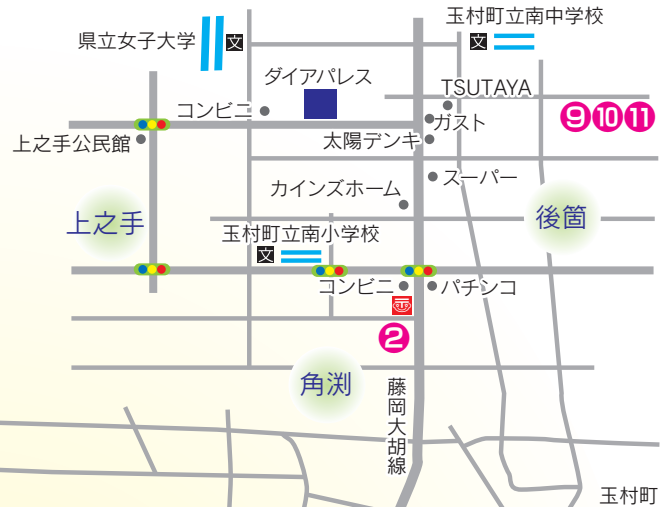 玉村町立南中学校
県立女子大学
文
文
ダイアパレス
TSUTAYA
コンビニ
ガスト
9 10 11
上之手公民館
太陽デンキ
スーパー
カインズホーム
上之手
後箇
玉村町立南小学校
文
コンビニ
パチンコ
2
角渕
藤岡大胡線
玉村町